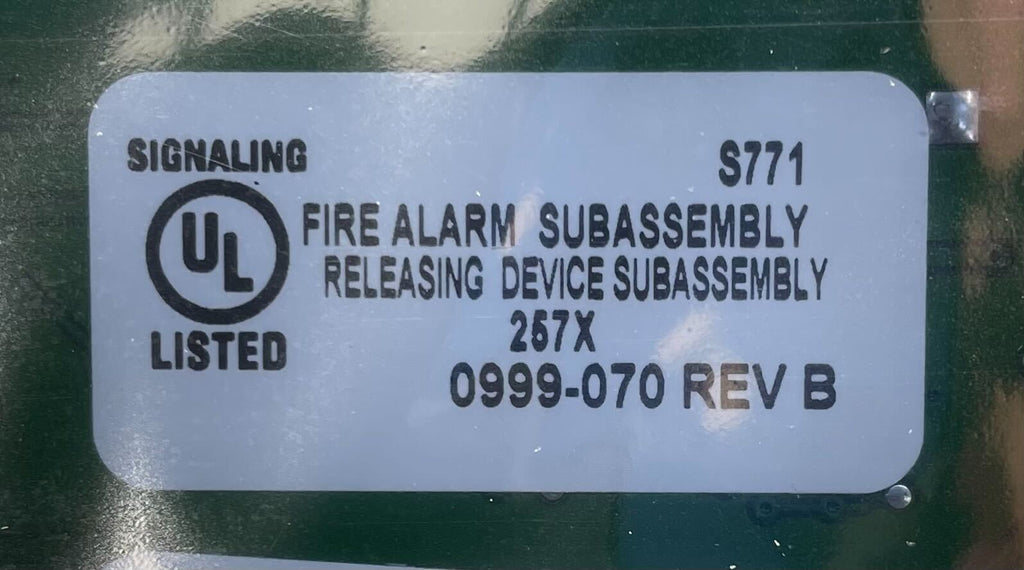 SIGNALING
UL
LISTED
S771
FIRE ALARM SUBASSEMBLY
RELEASING DEVICE SUBASSEMBLY
257X
0999-070 REV B